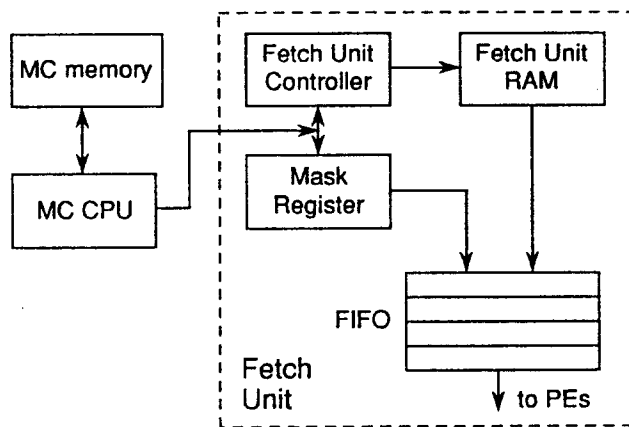 MC memory
MC CPU
Fetch Unit
Controller
Fetch Unit
RAM
Mask
Register
FIFO
Fetch
Unit
to PEs